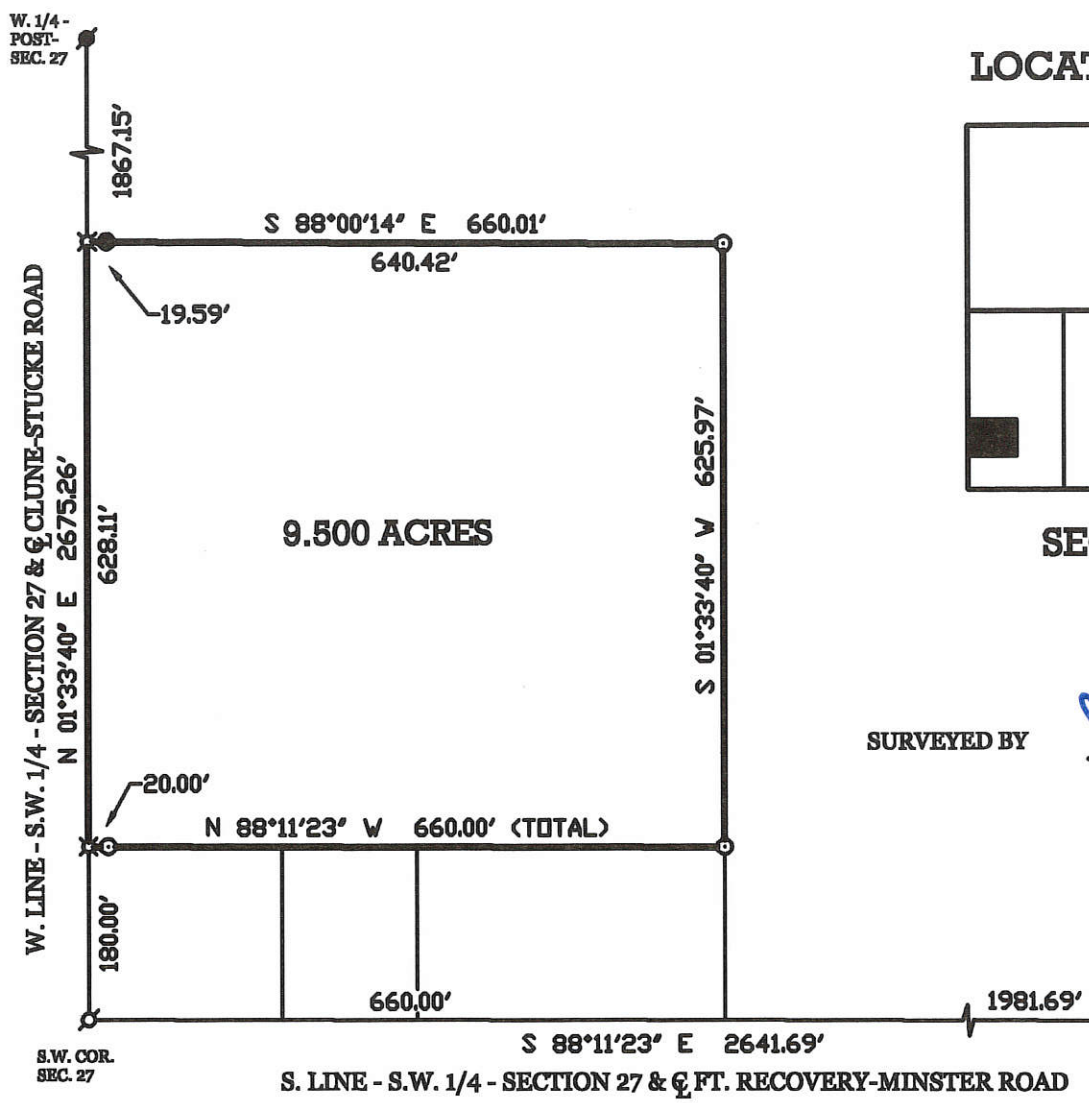 W. 1/4 -
POST-
SEC. 27
LOCAT
1867.15'
S 88°00'14" E 660.01'
640.42'
19.59'
W. LINE - S.W. 1/4 - SECTION 27 & ℄ CLUNE-STUCKE ROAD
N 01°33'40" E 2675.26'
628.11'
9.500 ACRES
S 01°33'40" W 625.97'
SE
SURVEYED BY
20.00'
N 88°11'23" W 660.00' (TOTAL)
180.00'
660.00'
1981.69'
S 88°11'23" E 2641.69'
S.W. COR.
SEC. 27
S. LINE - S.W. 1/4 - SECTION 27 & ℄ FT. RECOVERY-MINSTER ROAD